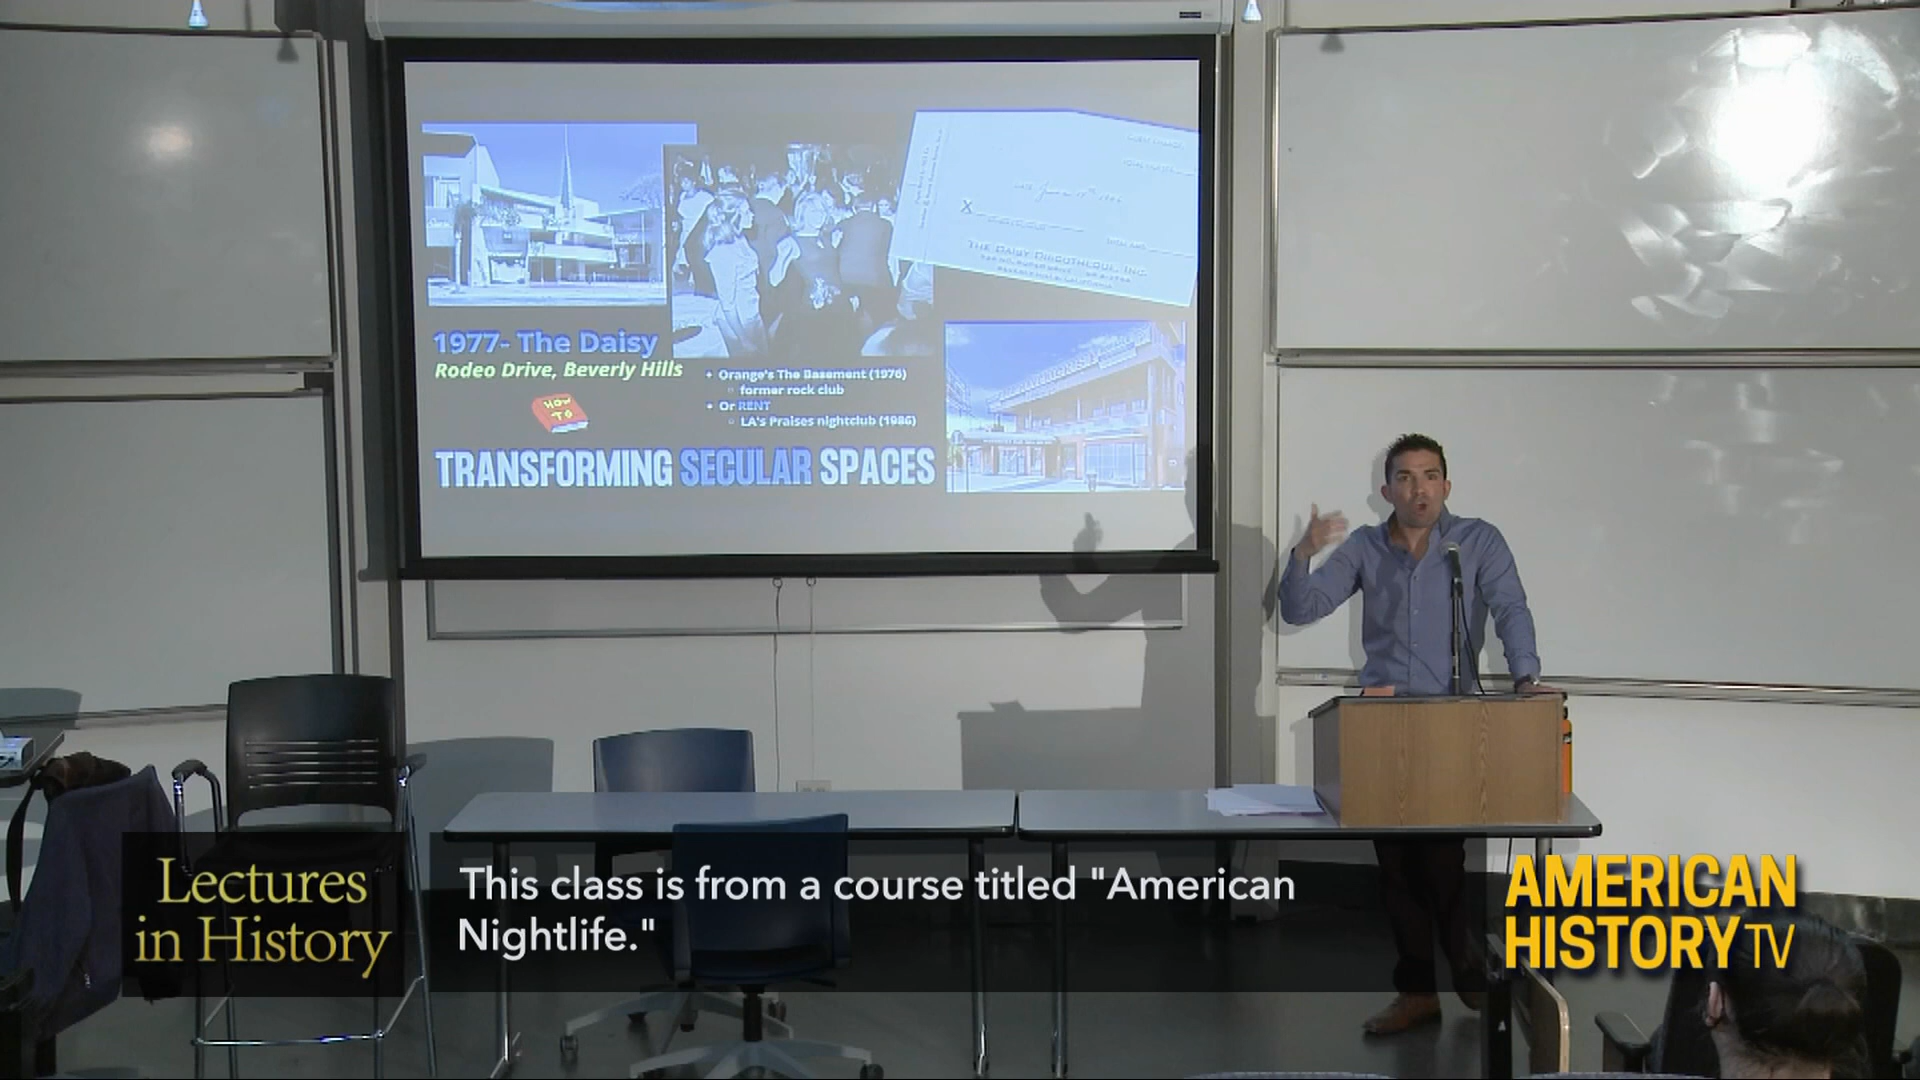 1977- The Daisy
Rodeo Drive, Beverly Hills
HOW
TO
• Orange's The Basement (1976)
former rock club
• Or RENT
LA's Praises nightclub (1986)
TRANSFORMING SECULAR SPACES
X
THE DAISY DISCOTHEQUE, INC.
Lectures
in History
This class is from a course titled "American
Nightlife."
AMERICAN
HISTORY TV